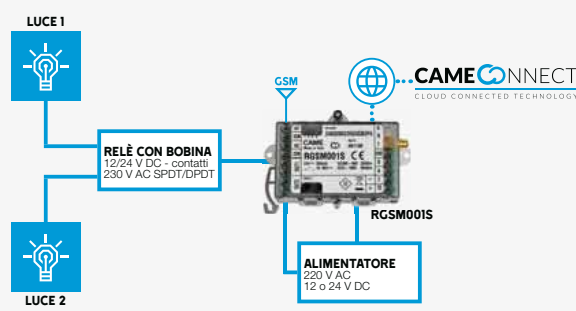 LUCE 1
GSM
CAMECONNECT
CLOUD CONNECTED TECHNOLOGY
RELÈ CON BOBINA
12/24 V DC - contatti
230 V AC SPDT/DPDT
CAME
RGSM001S CE
RGSM001S
ALIMENTATORE
220 V AC
12 o 24 V DC
LUCE 2